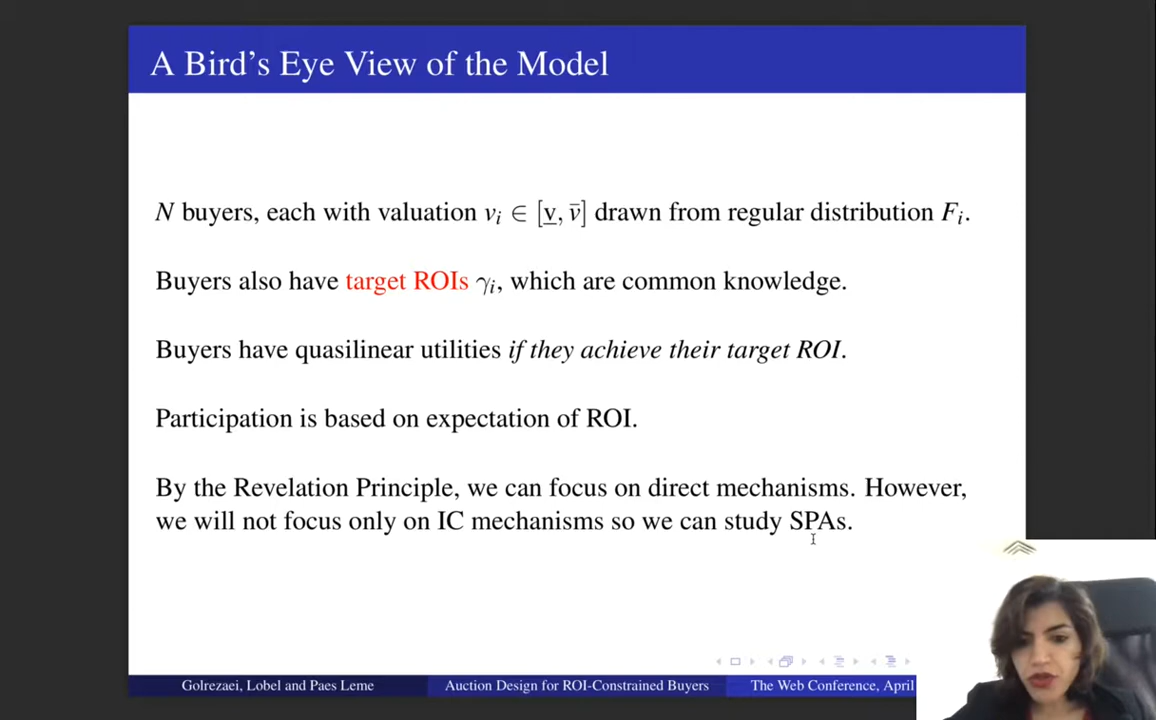 A Bird's Eye View of the Model
N buyers, each with valuation vᵢ ∈ [v̲, v̄] drawn from regular distribution Fᵢ.
Buyers also have target ROIs γᵢ, which are common knowledge.
Buyers have quasilinear utilities if they achieve their target ROI.
Participation is based on expectation of ROI.
By the Revelation Principle, we can focus on direct mechanisms. However,
we will not focus only on IC mechanisms so we can study SPAs.
Golrezaei, Lobel and Paes Leme Auction Design for ROI-Constrained Buyers The Web Conference, April